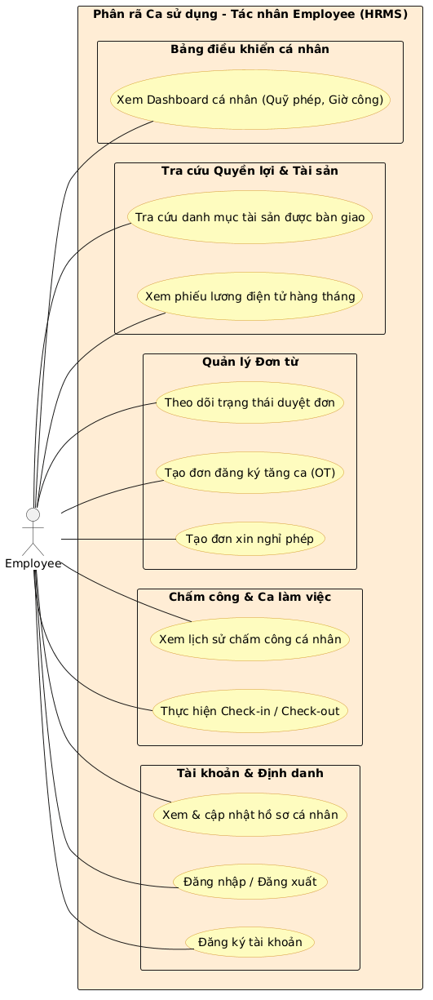 Phân rã Ca sử dụng - Tác nhân Employee (HRMS)
Bảng điều khiển cá nhân
Xem Dashboard cá nhân (Quỹ phép, Giờ công)
Tra cứu Quyền lợi & Tài sản
Tra cứu danh mục tài sản được bàn giao
Xem phiếu lương điện tử hàng tháng
Quản lý Đơn từ
Theo dõi trạng thái duyệt đơn
Tạo đơn đăng ký tăng ca (OT)
Tạo đơn xin nghỉ phép
Employee
Chấm công & Ca làm việc
Xem lịch sử chấm công cá nhân
Thực hiện Check-in / Check-out
Tài khoản & Định danh
Xem & cập nhật hồ sơ cá nhân
Đăng nhập / Đăng xuất
Đăng ký tài khoản